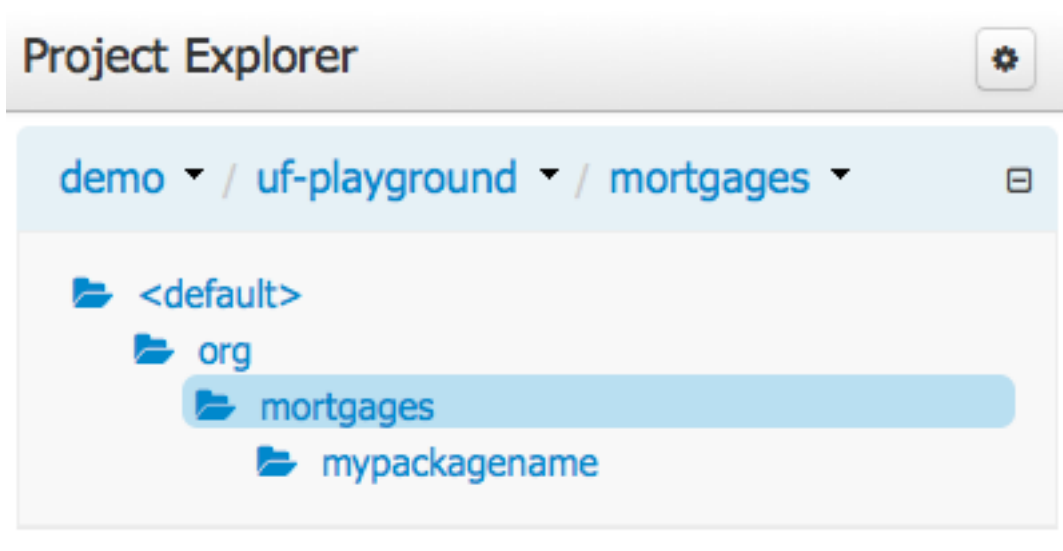 Project Explorer
demo / uf-playground / mortgages
<default>
org
mortgages
mypackagename